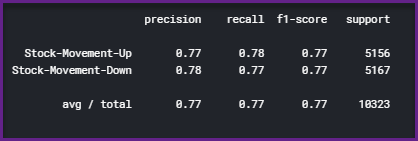 precision recall f1-score support
Stock-Movement-Up 0.77 0.78 0.77 5156
Stock-Movement-Down 0.78 0.77 0.77 5167
avg / total 0.77 0.77 0.77 10323